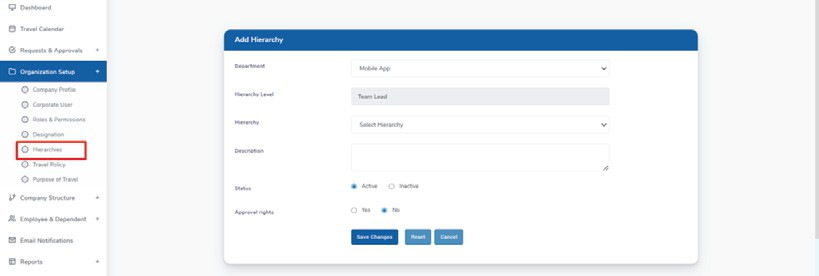 Dashboard
Travel Calendar
Requests & Approvals +
Organization Setup +
Company Profile
Corporate User
Roles & Permissions
Designation
Hierarchies
Travel Policy
Purpose of Travel
Company Structure +
Employee & Dependent +
Email Notifications
Reports +
Add Hierarchy
Department
Mobile App
Hierarchy Level
Team Lead
Hierarchy
Select Hierarchy
Description
Status
Active Inactive
Approval rights
Yes No
Save Changes Reset Cancel